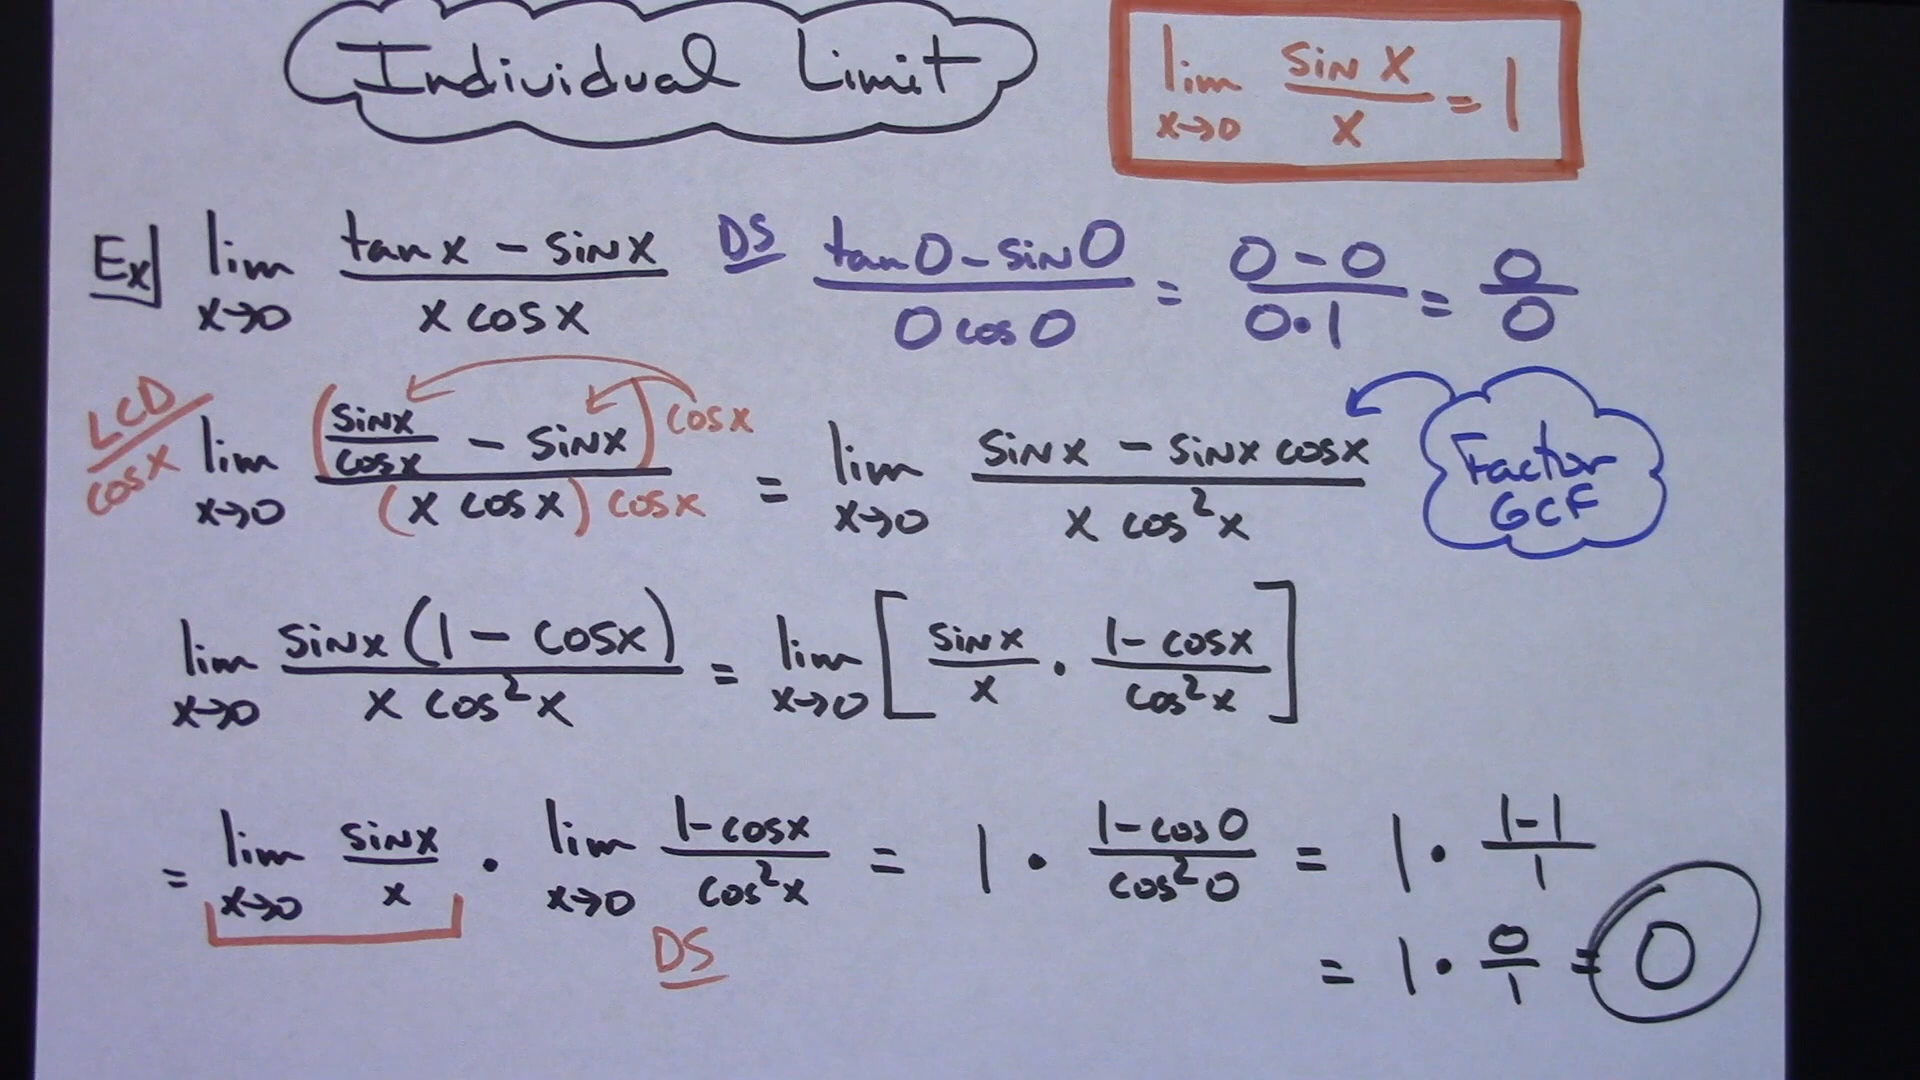 Individual Limit
lim x→0 sin x / x = 1
Ex) lim x→0 (tan x − sin x) / (x cos x) DS (tan 0 − sin 0) / (0 cos 0) = (0 − 0) / (0 • 1) = 0/0
LCD cos x lim x→0 (sin x / cos x − sin x) cos x / (x cos x) cos x = lim x→0 (sin x − sin x cos x) / (x cos² x)
Factor
GCF
lim x→0 sin x (1 − cos x) / (x cos² x) = lim x→0 [ sin x / x • (1 − cos x) / cos² x ]
= lim x→0 sin x / x • lim x→0 (1 − cos x) / cos² x = 1 • (1 − cos 0) / cos² 0 = 1 • (1 − 1) / 1
DS
= 1 • 0/1 = 0